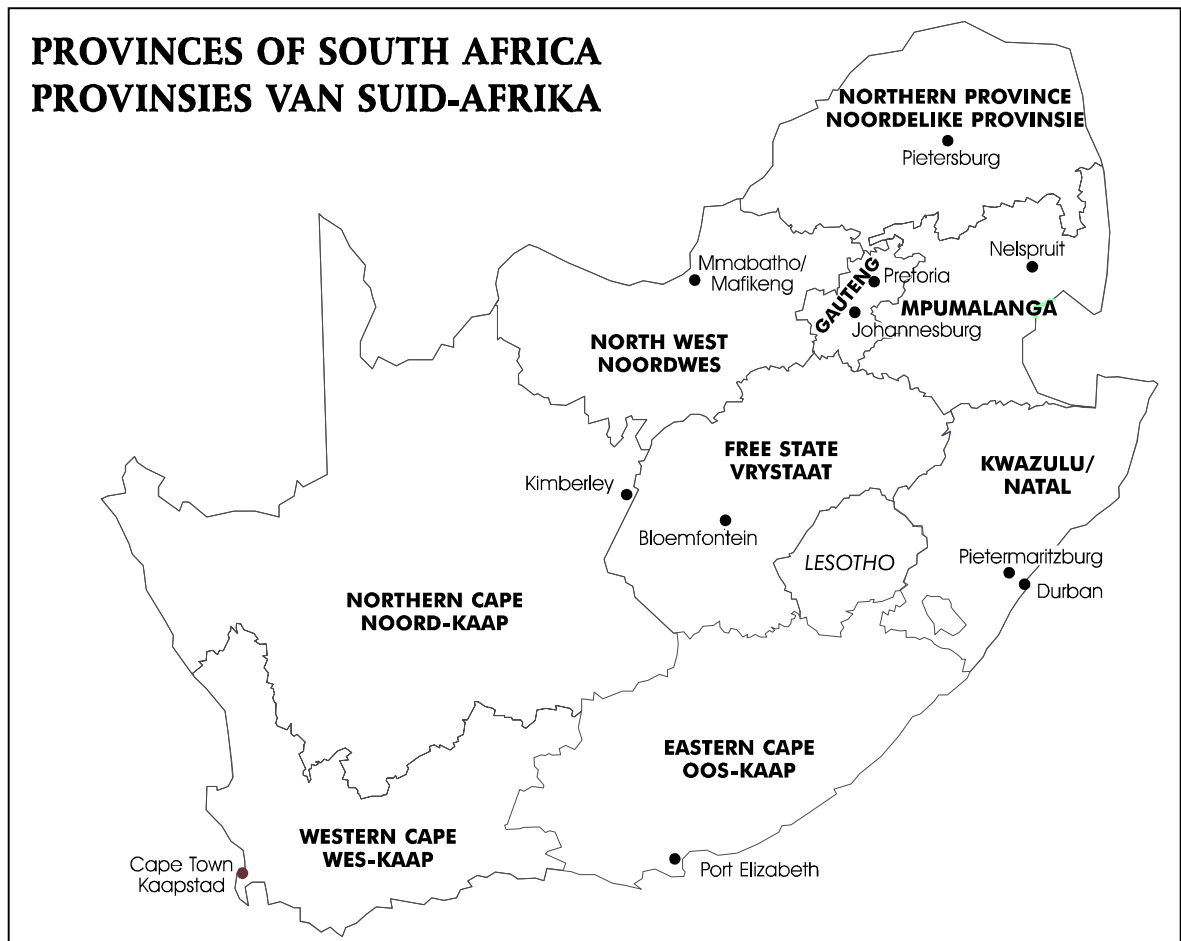 PROVINCES OF SOUTH AFRICA
PROVINSIES VAN SUID-AFRIKA
NORTHERN PROVINCE
NOORDELIKE PROVINSIE
Pietersburg
Nelspruit
Mmabatho/
Mafikeng
GAUTENG
Preforia
MPUMALANGA
Johannesburg
NORTH WEST
NOORDWES
FREE STATE
VRYSTAAT
KWAZULU/
NATAL
Kimberley
Bloemfontein
LESOTHO
Pietermaritzburg
Durban
NORTHERN CAPE
NOORD-KAAP
EASTERN CAPE
OOS-KAAP
WESTERN CAPE
WES-KAAP
Cape Town
Kaapstad
Port Elizabeth